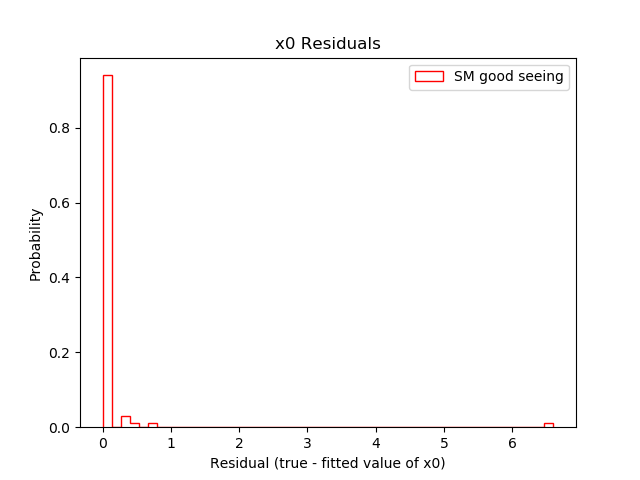 x0 Residuals
SM good seeing
Probability
0.8
0.6
0.4
0.2
0.0
0 1 2 3 4 5 6
Residual (true - fitted value of x0)